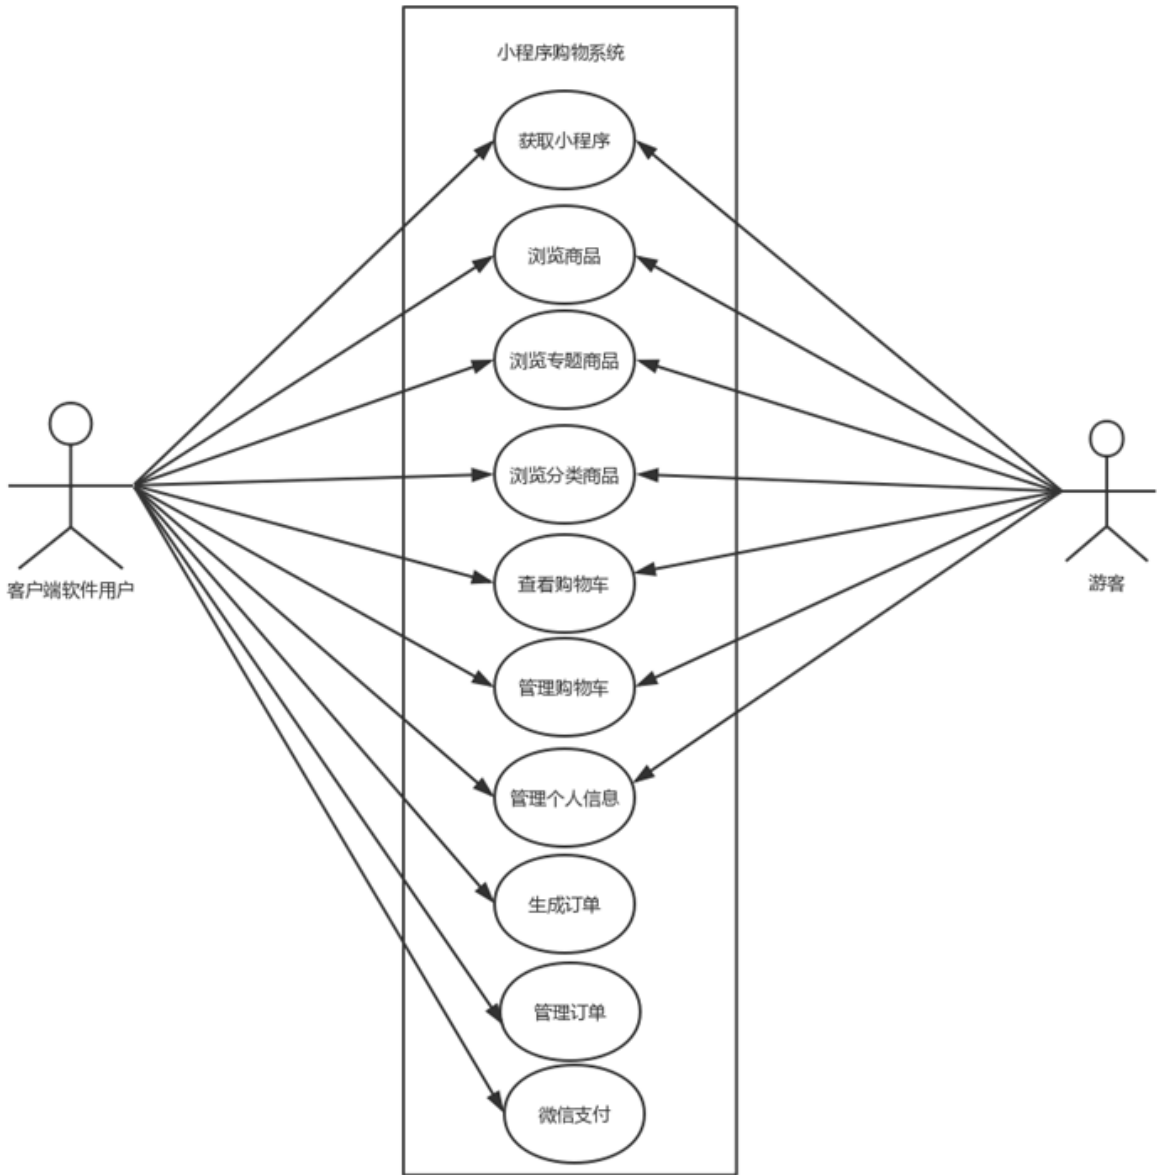 小程序购物系统
获取小程序
浏览商品
浏览专题商品
浏览分类商品
查看购物车
客户端软件用户
游客
管理购物车
管理个人信息
生成订单
管理订单
微信支付